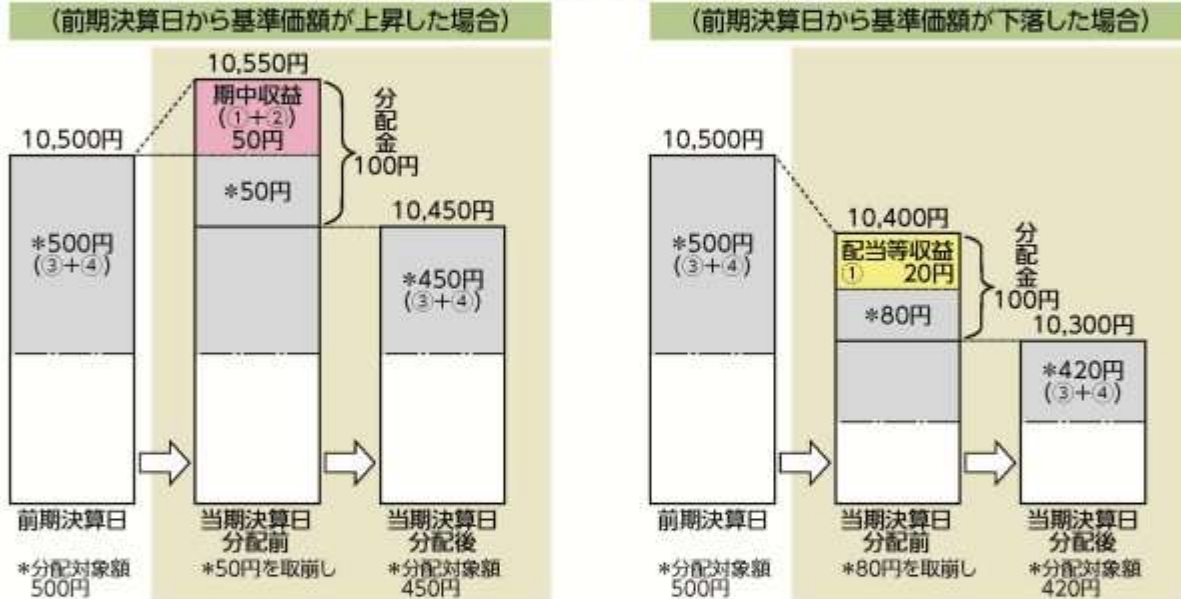 (前期決算日から基準価額が上昇した場合)
10,550円
期中収益
(①+②)
50円
分配金
100円
10,500円
*50円
10,450円
*500円
(③+④)
*450円
(③+④)
前期決算日
当期決算日
分配前
当期決算日
分配後
*分配対象額
500円
*50円を取崩し
*分配対象額
450円
(前期決算日から基準価額が下落した場合)
10,500円
10,400円
配当等収益
① 20円
分配金
100円
*500円
(③+④)
*80円
10,300円
*420円
(③+④)
前期決算日
当期決算日
分配前
当期決算日
分配後
*分配対象額
500円
*80円を取崩し
*分配対象額
420円